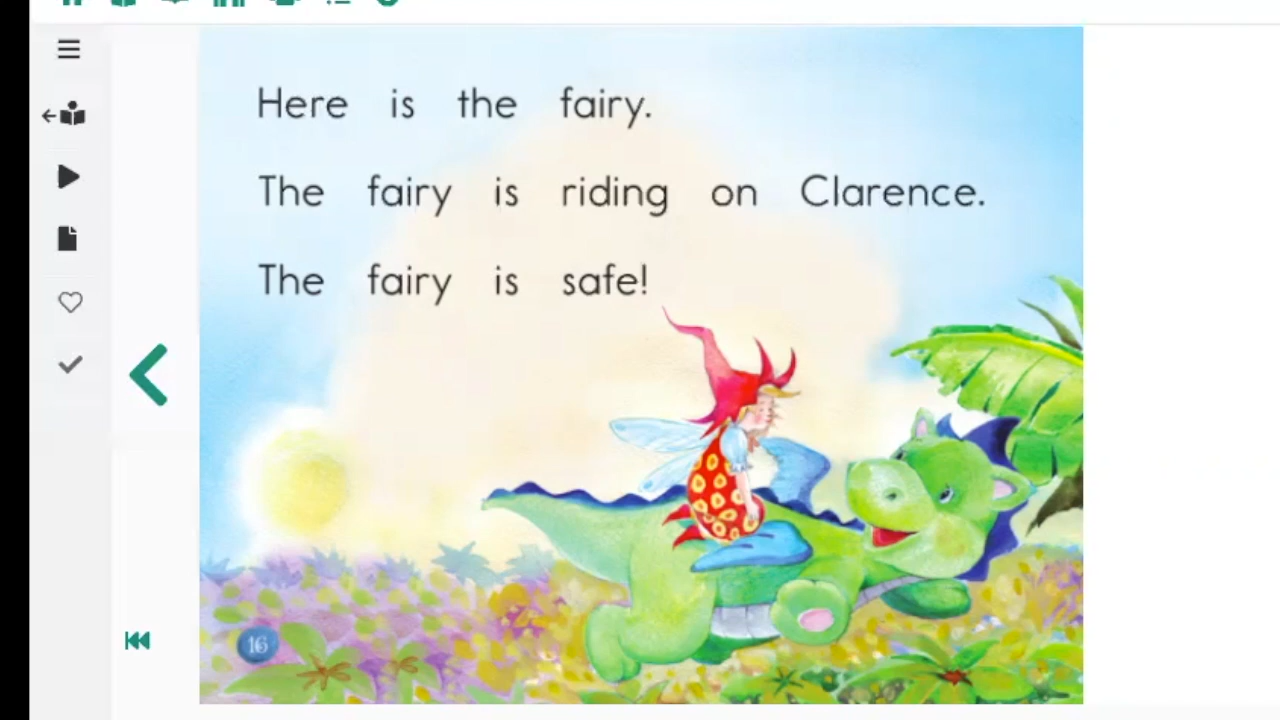 Here is the fairy.
The fairy is riding on Clarence.
The fairy is safe!
16